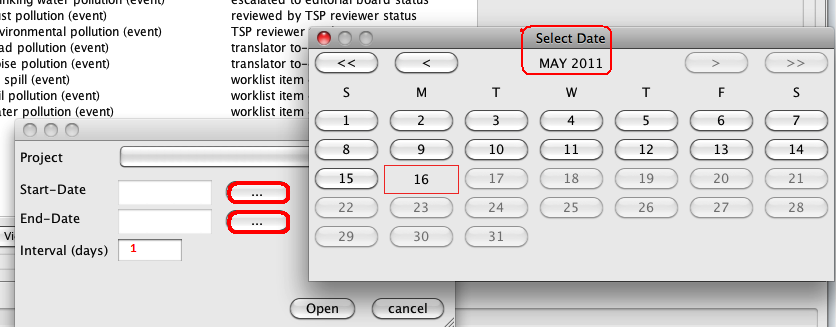 nking water pollution (event) escalated to editorial board status
ust pollution (event) reviewed by TSP reviewer status
vironmental pollution (event) TSP reviewer
ad pollution (event) translator to-
oise pollution (event) worklist item
spill (event) worklist item
il pollution (event) worklist item
ater pollution (event) worklist item
Select Date
<< < MAY 2011 > >>
S M T W T F S
1 2 3 4 5 6 7
8 9 10 11 12 13 14
15 16 17 18 19 20 21
22 23 24 25 26 27 28
29 30 31
Project
Start-Date ...
End-Date ...
Vi
Interval (days) 1
Open cancel